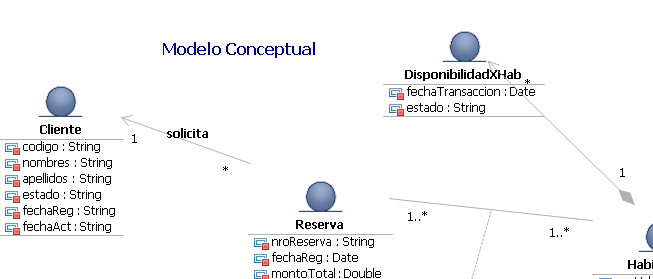 Modelo Conceptual
DisponibilidadXHab
fechaTransaccion : Date
estado : String
*
Cliente
codigo : String
nombres : String
apellidos : String
estado : String
fechaReg : String
fechaAct : String
1
solicita
*
1
Reserva
nroReserva : String
fechaReg : Date
montoTotal : Double
1..*
1..*
Habi